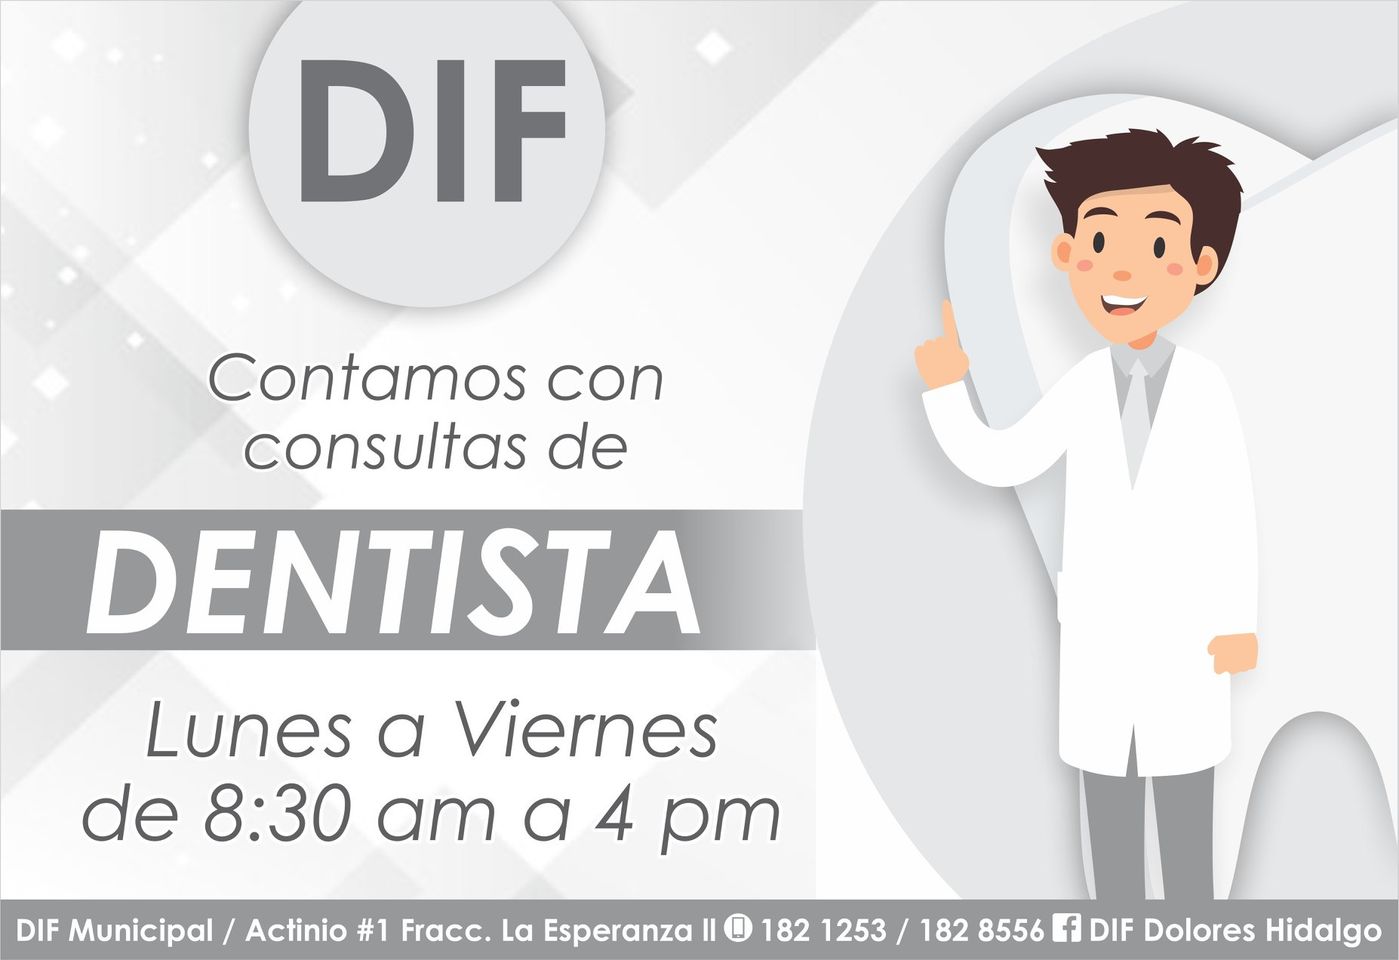 DIF
Contamos con
consultas de
DENTISTA
Lunes a Viernes
de 8:30 am a 4 pm
DIF Municipal / Actinio #1 Fracc. La Esperanza ll 182 1253 / 182 8556 DIF Dolores Hidalgo